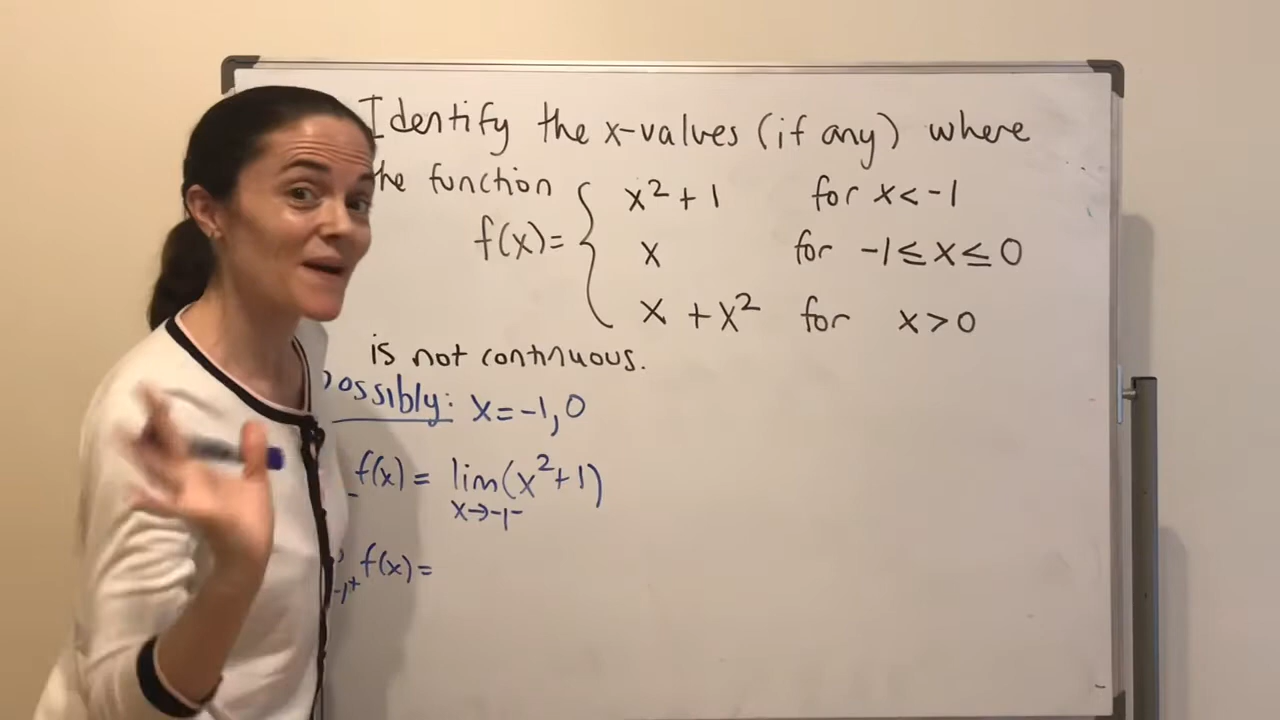 Identify the x-values (if any) where
the function
f(x)= { x²+1 for x<-1
x for -1≤x≤0
x+x² for x>0
is not continuous.
Possibly: x=-1,0
f(x) = lim(x²+1)
x→-1⁻
f(x)=
-1⁺